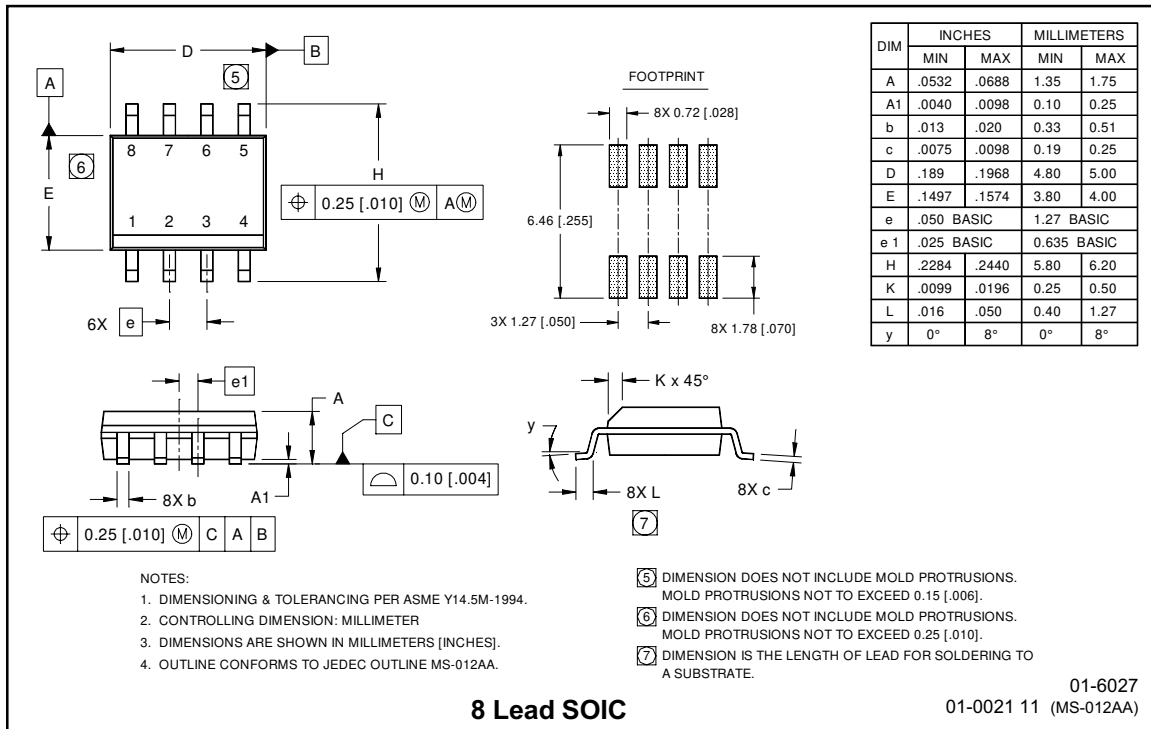 D
B
5
A
8 7 6 5
6
E
H
⌖ 0.25 [.010] Ⓜ AⓂ
1 2 3 4
6X e
FOOTPRINT
8X 0.72 [.028]
6.46 [.255]
3X 1.27 [.050]
8X 1.78 [.070]
DIM INCHES MILLIMETERS
MIN MAX MIN MAX
A .0532 .0688 1.35 1.75
A1 .0040 .0098 0.10 0.25
b .013 .020 0.33 0.51
c .0075 .0098 0.19 0.25
D .189 .1968 4.80 5.00
E .1497 .1574 3.80 4.00
e .050 BASIC 1.27 BASIC
e 1 .025 BASIC 0.635 BASIC
H .2284 .2440 5.80 6.20
K .0099 .0196 0.25 0.50
L .016 .050 0.40 1.27
y 0° 8° 0° 8°
e1
A
C
0.10 [.004]
A1
8X b
⌖ 0.25 [.010] Ⓜ C A B
K x 45°
y
8X L
7
8X c
NOTES:
1. DIMENSIONING & TOLERANCING PER ASME Y14.5M-1994.
2. CONTROLLING DIMENSION: MILLIMETER
3. DIMENSIONS ARE SHOWN IN MILLIMETERS [INCHES].
4. OUTLINE CONFORMS TO JEDEC OUTLINE MS-012AA.
5 DIMENSION DOES NOT INCLUDE MOLD PROTRUSIONS.
MOLD PROTRUSIONS NOT TO EXCEED 0.15 [.006].
6 DIMENSION DOES NOT INCLUDE MOLD PROTRUSIONS.
MOLD PROTRUSIONS NOT TO EXCEED 0.25 [.010].
7 DIMENSION IS THE LENGTH OF LEAD FOR SOLDERING TO
A SUBSTRATE.
8 Lead SOIC
01-6027
01-0021 11 (MS-012AA)